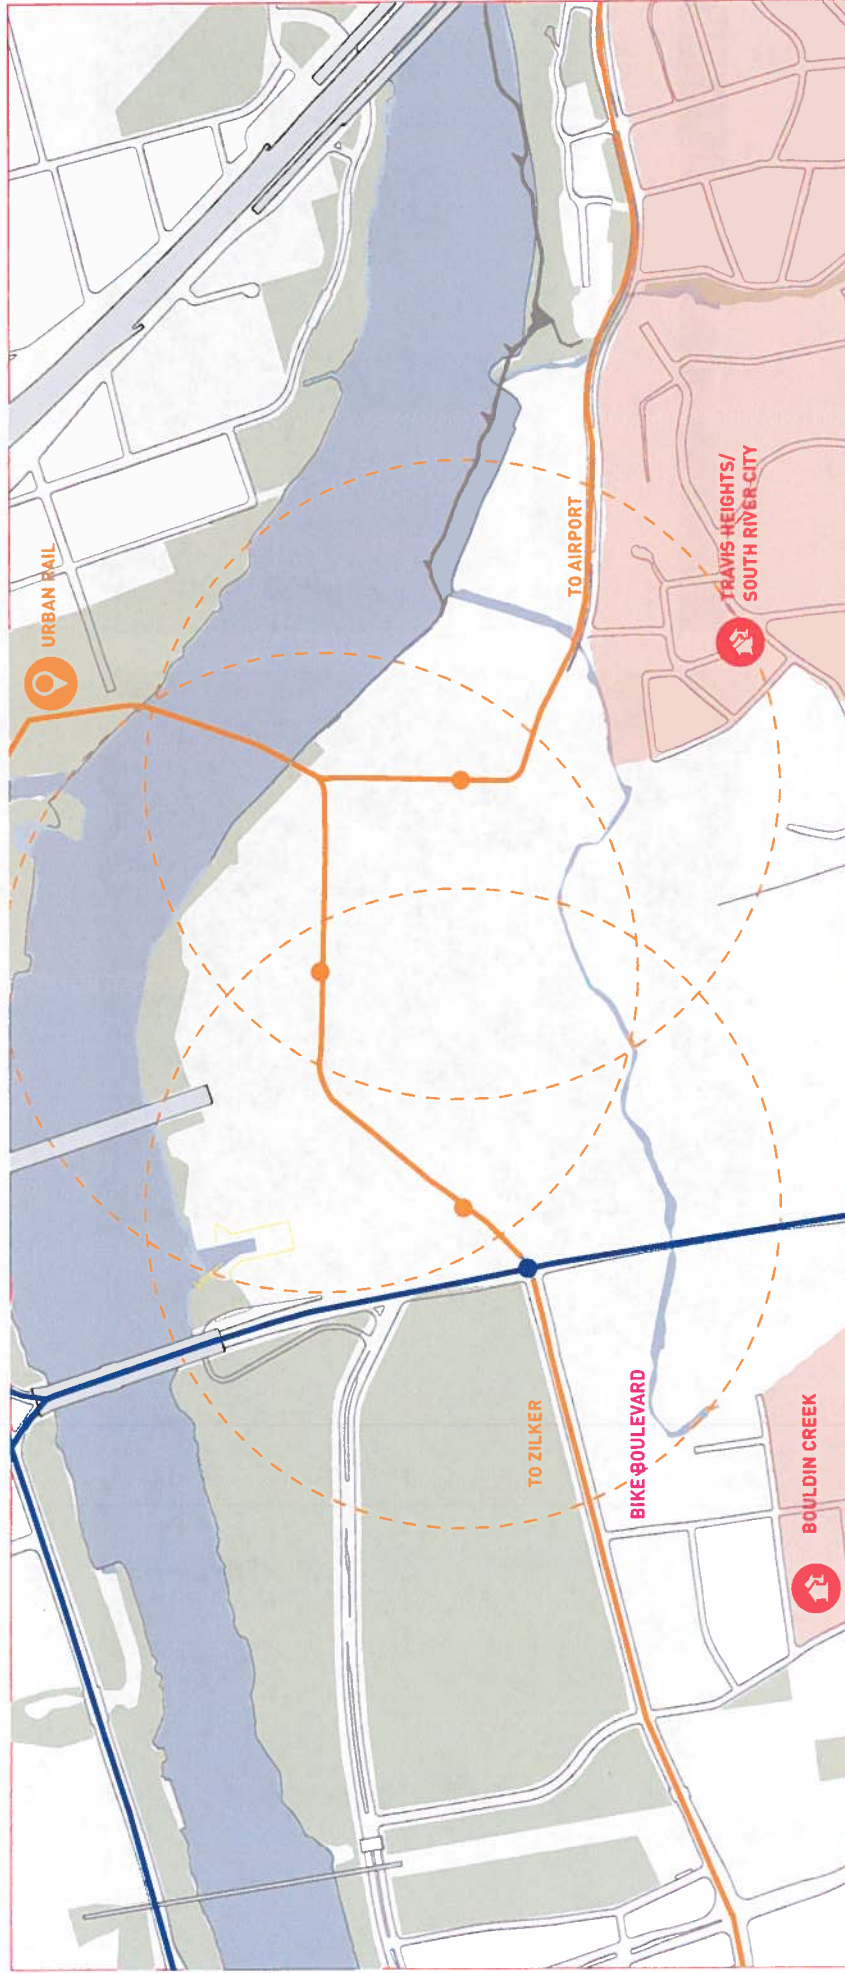 URBAN RAIL
TO AIRPORT
TRAVIS HEIGHTS/
SOUTH RIVER CITY
TO ZILKER
BIKE BOULEVARD
BOULDIN CREEK